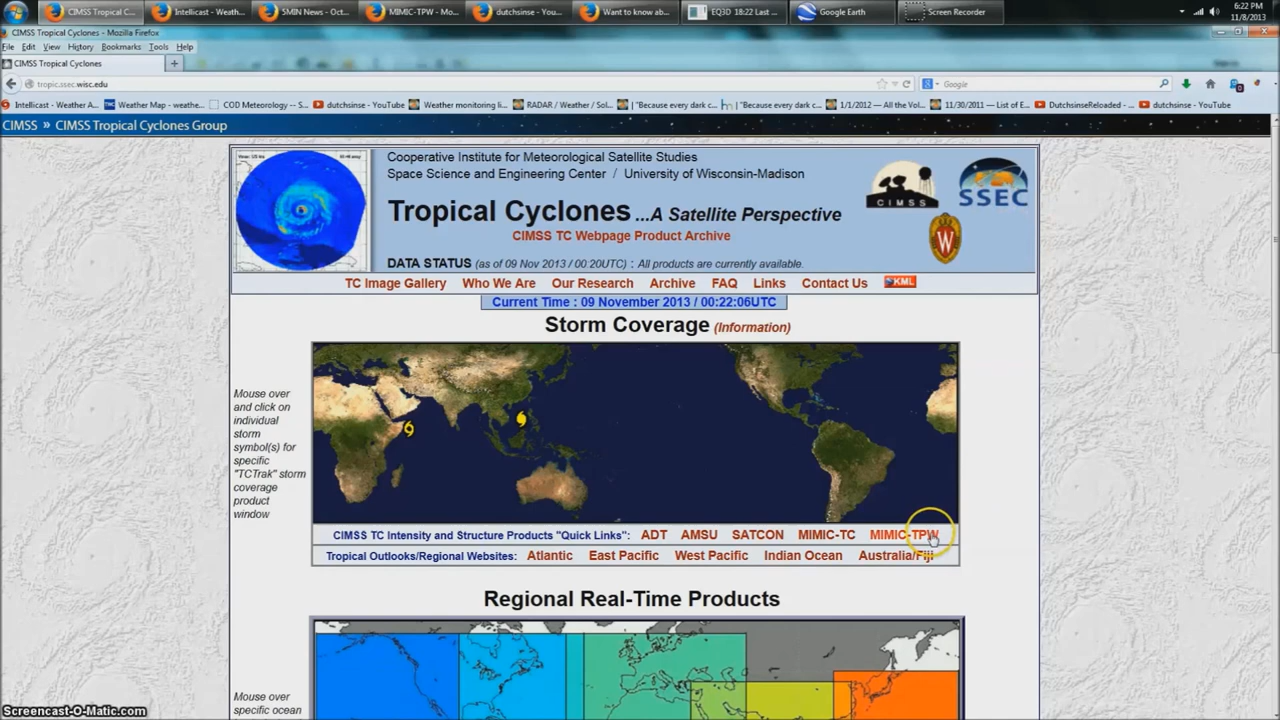 CIMSS Tropical C...
Intellicast - Weath...
5MIN News - Oct...
MIMIC-TPW - Mo...
dutchsinse - You...
Want to know ab...
EQ3D 18:22 Last ...
Google Earth
Screen Recorder
6:22 PM
11/8/2013
CIMSS Tropical Cyclones - Mozilla Firefox
File Edit View History Bookmarks Tools Help
CIMSS Tropical Cyclones
tropic.ssec.wisc.edu
Google
Intellicast - Weather A...
Weather Map - weathe...
COD Meteorology -- S...
dutchsinse - YouTube
Weather monitoring li...
RADAR / Weather / Sol...
"Because every dark c...
"Because every dark c...
1/1/2012 — All the Vol...
11/30/2011 — List of E...
DutchsinseReloaded - ...
dutchsinse - YouTube
CIMSS » CIMSS Tropical Cyclones Group
Cooperative Institute for Meteorological Satellite Studies
Space Science and Engineering Center / University of Wisconsin-Madison
Tropical Cyclones ...A Satellite Perspective
CIMSS TC Webpage Product Archive
CIMSS
SSEC
W
DATA STATUS (as of 09 Nov 2013 / 00:20UTC) : All products are currently available.
TC Image Gallery Who We Are Our Research Archive FAQ Links Contact Us KML
Current Time : 09 November 2013 / 00:22:06UTC
Storm Coverage (Information)
Mouse over
and click on
individual
storm
symbol(s) for
specific
"TCTrak" storm
coverage
product
window
CIMSS TC Intensity and Structure Products "Quick Links": ADT AMSU SATCON MIMIC-TC MIMIC-TPW
Tropical Outlooks/Regional Websites: Atlantic East Pacific West Pacific Indian Ocean Australia/Fiji
Regional Real-Time Products
Mouse over
specific ocean
Screencast-O-Matic.com